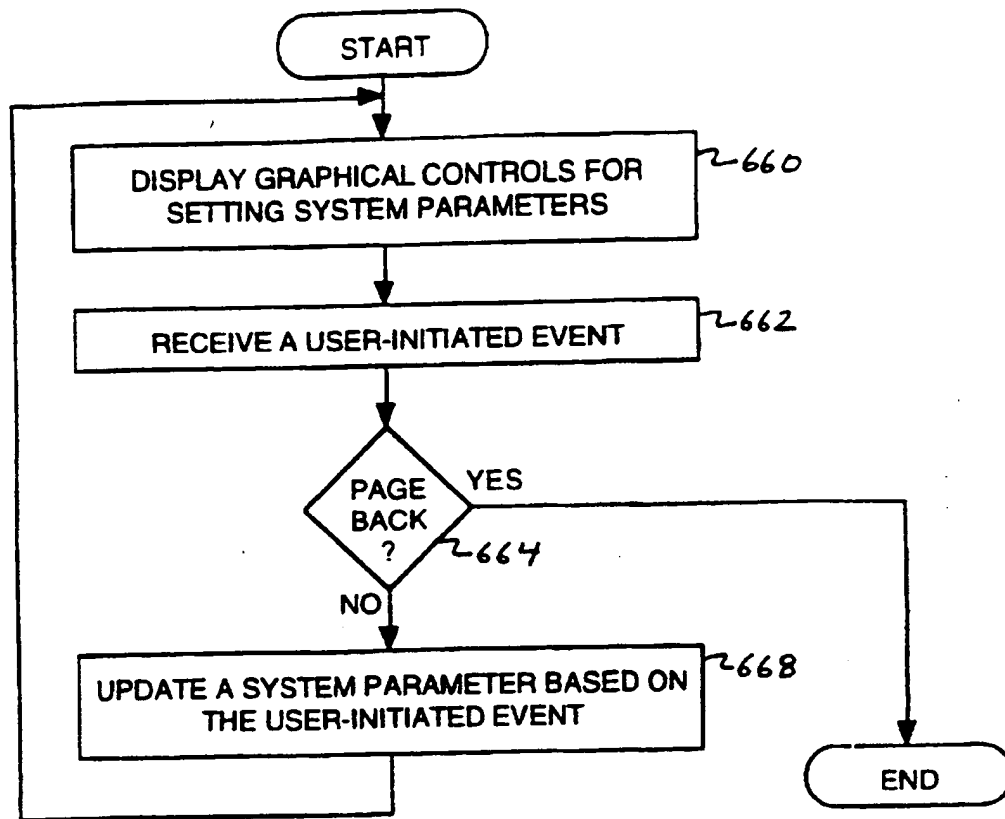 START
DISPLAY GRAPHICAL CONTROLS FOR
SETTING SYSTEM PARAMETERS
660
RECEIVE A USER-INITIATED EVENT
662
PAGE
BACK
?
YES
664
NO
UPDATE A SYSTEM PARAMETER BASED ON
THE USER-INITIATED EVENT
668
END